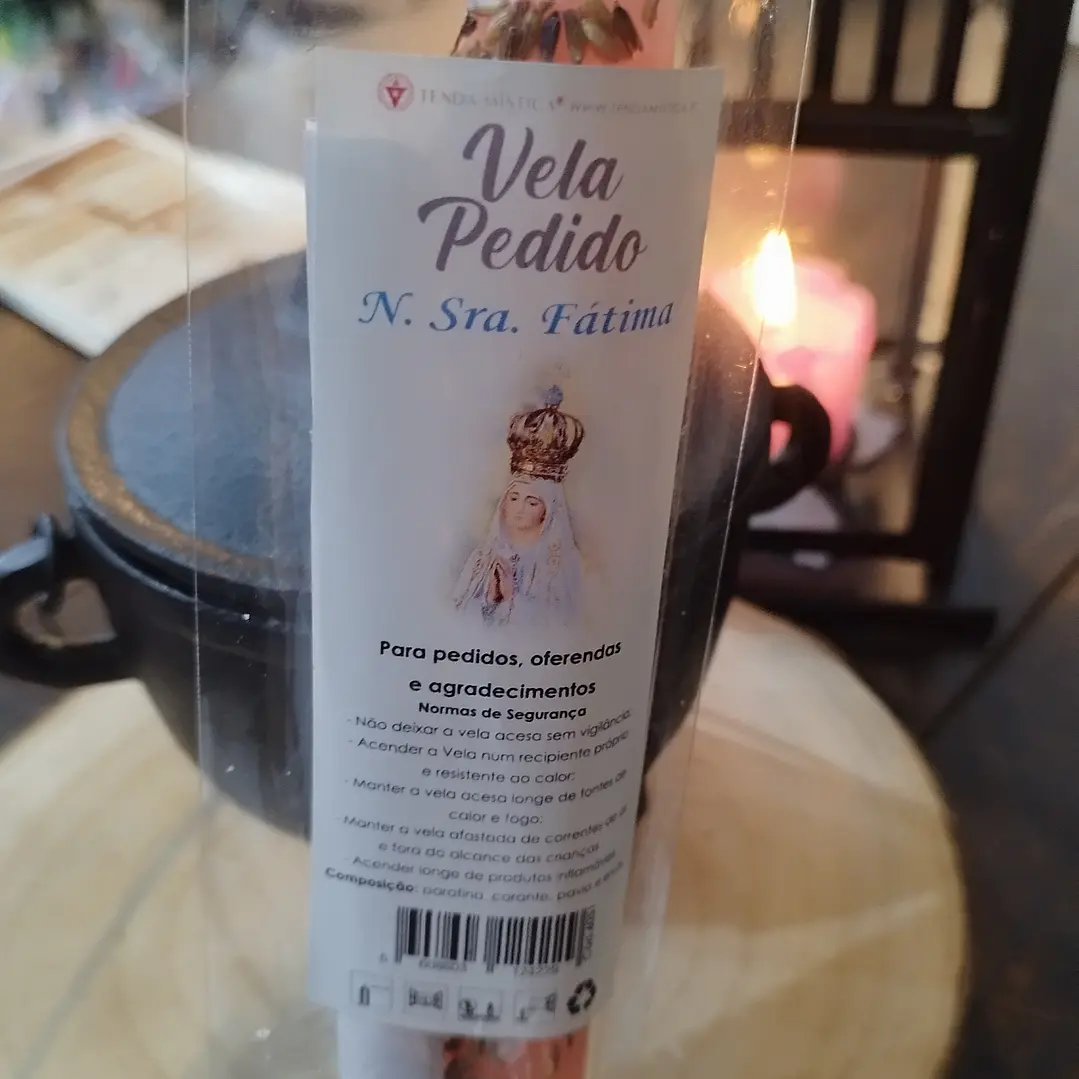 TENDA MÍSTICA® WWW.TENDAMISTICA.PT
Vela
Pedido
N. Sra. Fátima
Para pedidos, oferendas
e agradecimentos
Normas de Segurança
- Não deixar a vela acesa sem vigilância;
- Acender a Vela num recipiente próprio
e resistente ao calor;
- Manter a vela acesa longe de fontes de
calor e fogo;
- Manter a vela afastada de correntes de
e fora do alcance das crianças
- Acender longe de produtos inflamáveis
Composição: parafina, corante, pavio e